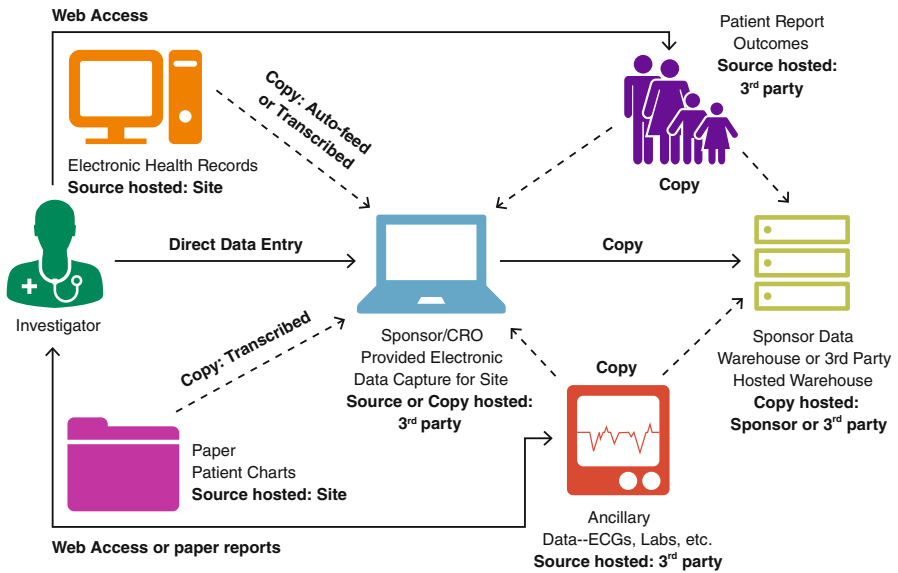 Web Access
Patient Report
Outcomes
Source hosted:
3rd party
Copy: Auto-feed
or Transcribed
Electronic Health Records
Source hosted: Site
Copy
Direct Data Entry
Copy
Investigator
Copy: Transcribed
Sponsor/CRO
Provided Electronic
Data Capture for Site
Source or Copy hosted:
3rd party
Copy
Sponsor Data
Warehouse or 3rd Party
Hosted Warehouse
Copy hosted:
Sponsor or 3rd party
Paper
Patient Charts
Source hosted: Site
Ancillary
Data--ECGs, Labs, etc.
Source hosted: 3rd party
Web Access or paper reports